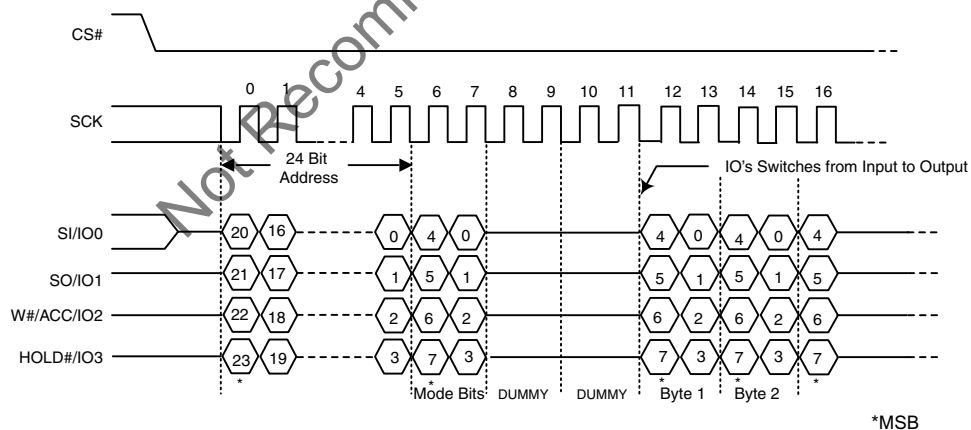 CS#
Not Recomm
0 1 4 5 6 7 8 9 10 11 12 13 14 15 16
SCK
24 Bit
Address
IO's Switches from Input to Output
SI/IO0 20 16 0 4 0 4 0 4 0 4
SO/IO1 21 17 1 5 1 5 1 5 1 5
W#/ACC/IO2 22 18 2 6 2 6 2 6 2 6
HOLD#/IO3 23 19 3 7 3 7 3 7 3 7
* * * * *
Mode Bits DUMMY DUMMY Byte 1 Byte 2
*MSB